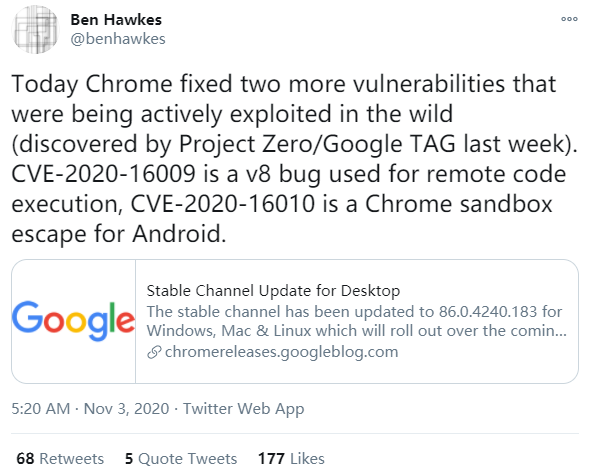 Ben Hawkes
@benhawkes
Today Chrome fixed two more vulnerabilities that
were being actively exploited in the wild
(discovered by Project Zero/Google TAG last week).
CVE-2020-16009 is a v8 bug used for remote code
execution, CVE-2020-16010 is a Chrome sandbox
escape for Android.
Google
Stable Channel Update for Desktop
The stable channel has been updated to 86.0.4240.183 for
Windows, Mac & Linux which will roll out over the comin...
chromereleases.googleblog.com
5:20 AM · Nov 3, 2020 · Twitter Web App
68 Retweets 5 Quote Tweets 177 Likes